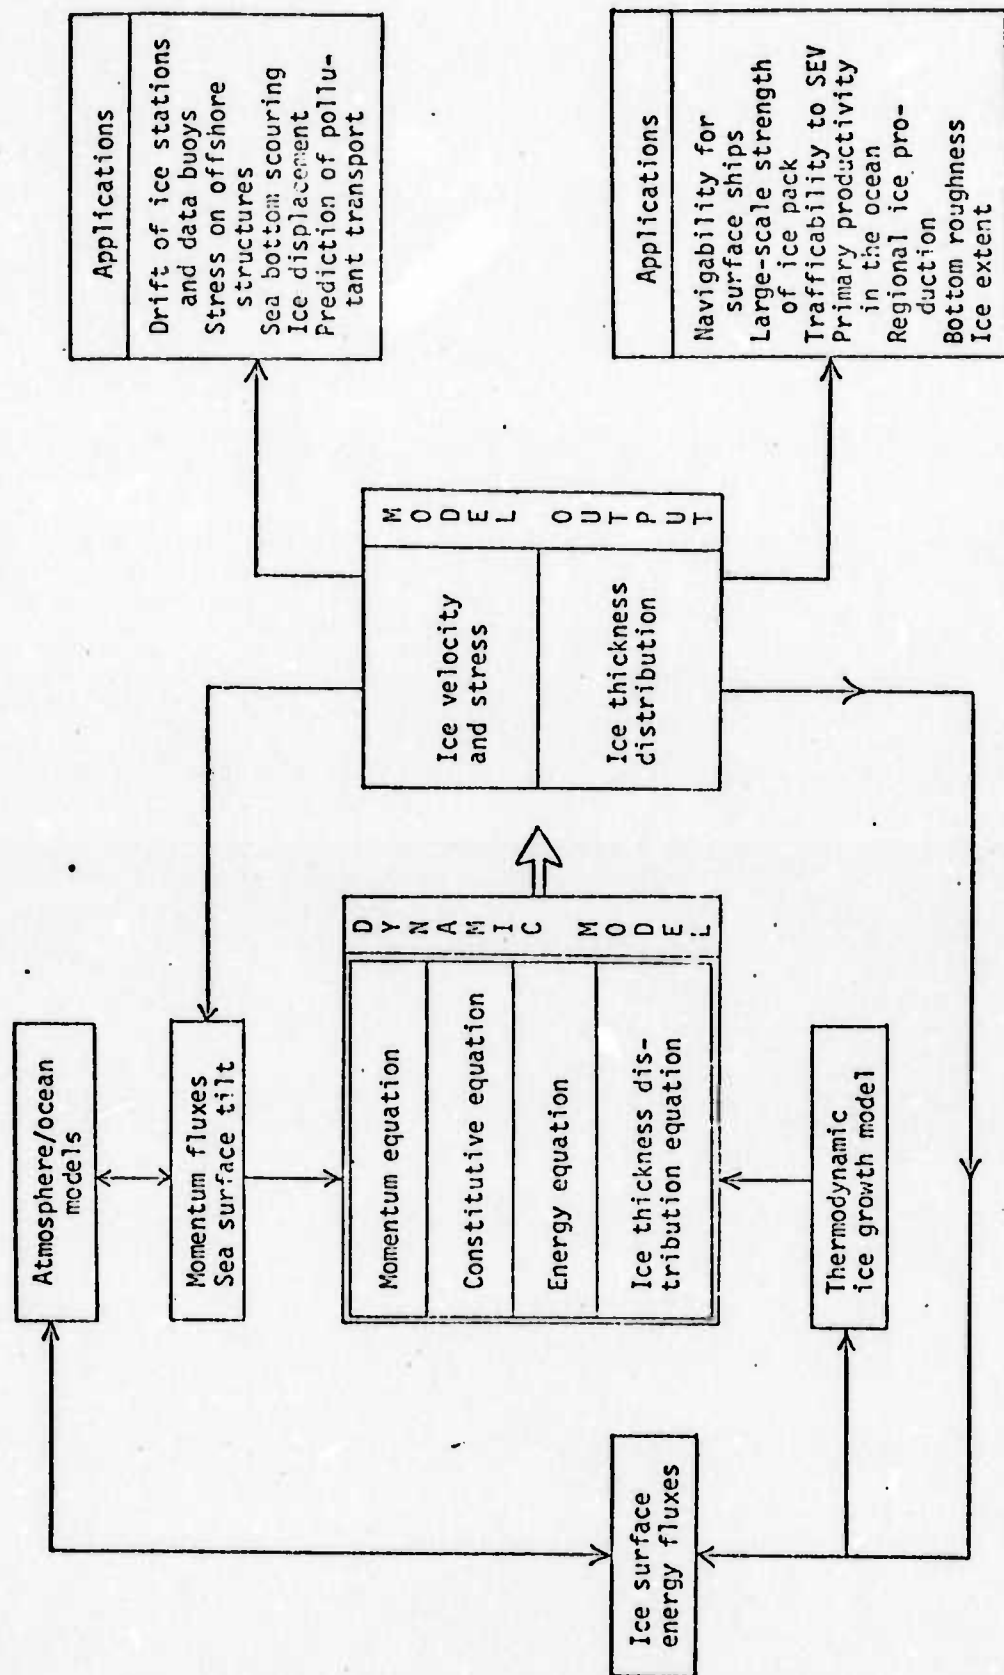 Atmosphere/ocean
models
Momentum fluxes
Sea surface tilt
Ice surface
energy fluxes
Momentum equation
Constitutive equation
Energy equation
Ice thickness dis-
tribution equation
DYNAMIC MODEL
Thermodynamic
ice growth model
Ice velocity
and stress
Ice thickness
distribution
MODEL OUTPUT
Applications
Drift of ice stations
and data buoys
Stress on offshore
structures
Sea bottom scouring
Ice displacement
Prediction of pollu-
tant transport
Applications
Navigability for
surface ships
Large-scale strength
of ice pack
Trafficability to SEV
Primary productivity
in the ocean
Regional ice pro-
duction
Bottom roughness
Ice extent